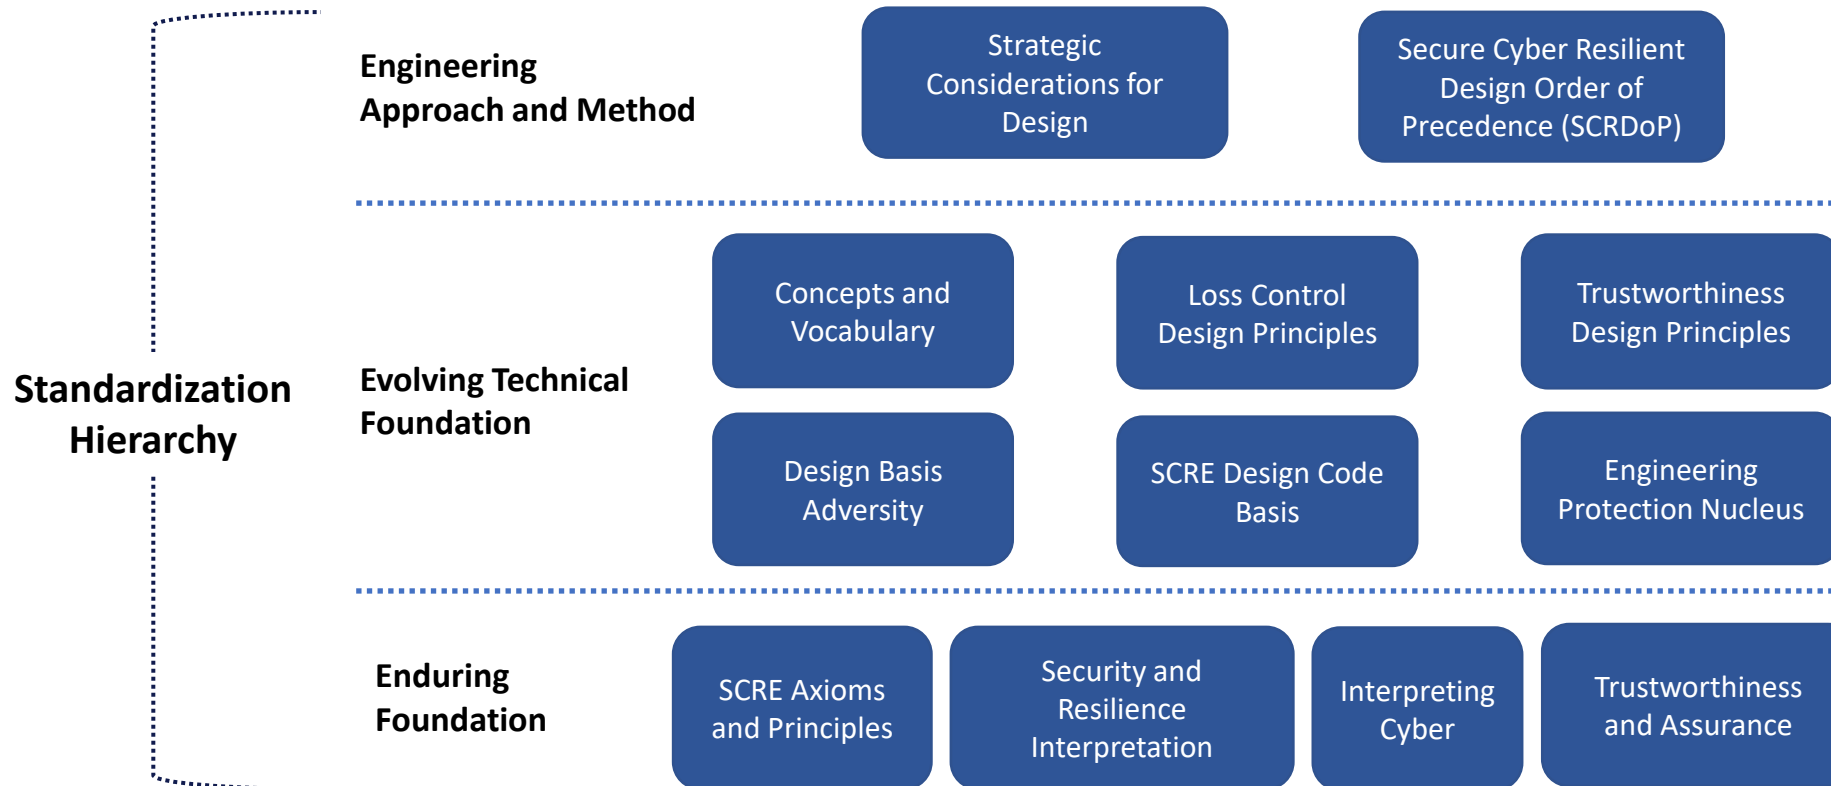 Standardization
Hierarchy
Engineering
Approach and Method
Strategic
Considerations for
Design
Secure Cyber Resilient
Design Order of
Precedence (SCRDoP)
Evolving Technical
Foundation
Concepts and
Vocabulary
Loss Control
Design Principles
Trustworthiness
Design Principles
Design Basis
Adversity
SCRE Design Code
Basis
Engineering
Protection Nucleus
Enduring
Foundation
SCRE Axioms
and Principles
Security and
Resilience
Interpretation
Interpreting
Cyber
Trustworthiness
and Assurance